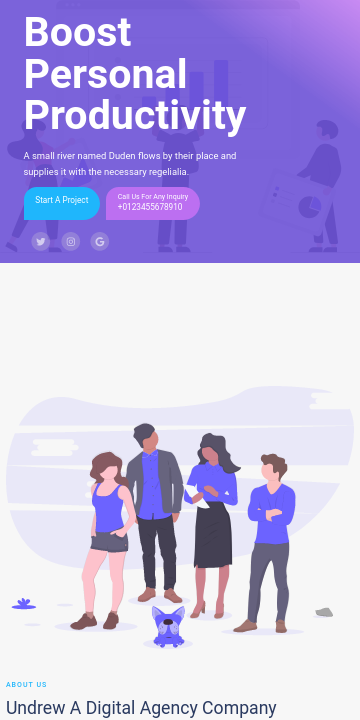 Boost
Personal
Productivity
A small river named Duden flows by their place and
supplies it with the necessary regelialia.
Start A Project
Call Us For Any Inquiry
+0123455678910
ABOUT US
Undrew A Digital Agency Company